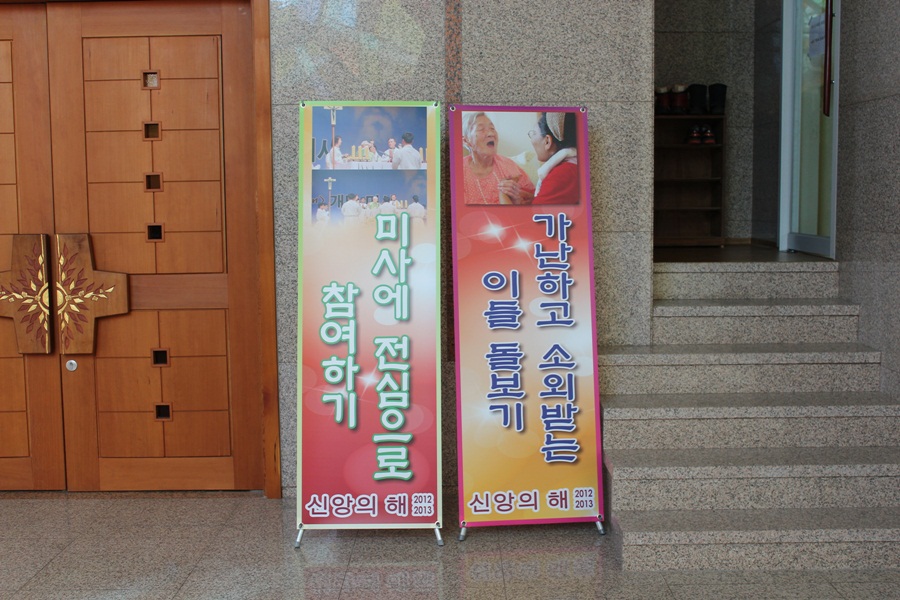 미사에 전심으로
참여하기
신앙의 해 2012
2013
가난하고 소외받는
이들 돌보기
신앙의 해 2012
2013